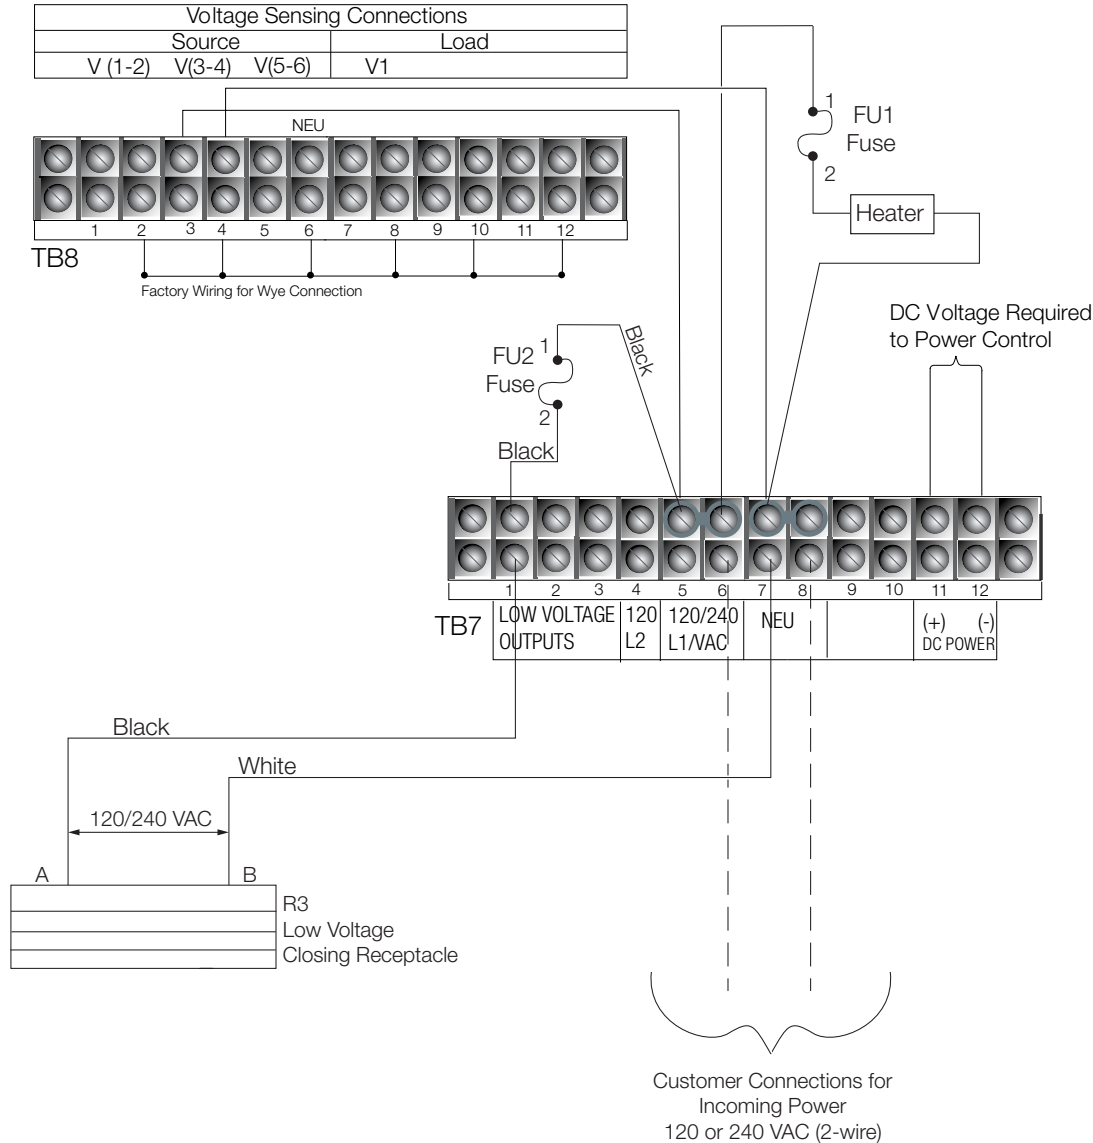 Voltage Sensing Connections
Source Load
V (1-2) V(3-4) V(5-6) V1
NEU
1 2 3 4 5 6 7 8 9 10 11 12
TB8
Factory Wiring for Wye Connection
1
FU1
Fuse
2
Heater
DC Voltage Required
to Power Control
1
FU2
Fuse
2
Black
Black
1 2 3 4 5 6 7 8 9 10 11 12
TB7
LOW VOLTAGE
OUTPUTS
120
L2
120/240
L1/VAC
NEU
(+) (-)
DC POWER
Black
White
120/240 VAC
A B
R3
Low Voltage
Closing Receptacle
Customer Connections for
Incoming Power
120 or 240 VAC (2-wire)